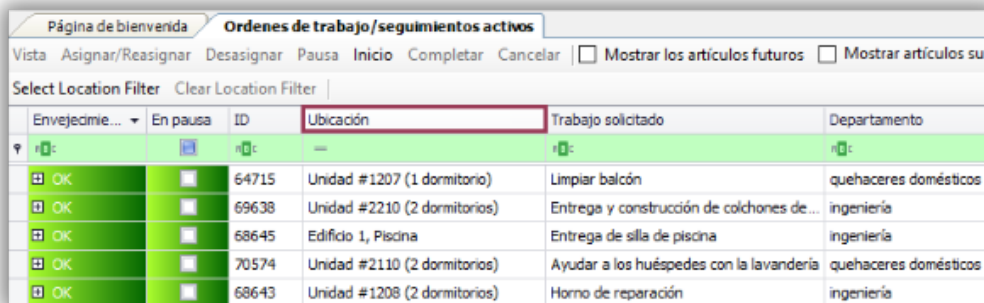 Página de bienvenida Ordenes de trabajo/seguimientos activos
Vista Asignar/Reasignar Desasignar Pausa Inicio Completar Cancelar Mostrar los artículos futuros Mostrar artículos su
Select Location Filter Clear Location Filter
Envejecimie... En pausa ID Ubicación Trabajo solicitado Departamento
OK 64715 Unidad #1207 (1 dormitorio) Limpiar balcón quehaceres domésticos
OK 69638 Unidad #2210 (2 dormitorios) Entrega y construcción de colchones de... ingeniería
OK 68645 Edificio 1, Piscina Entrega de silla de piscina ingeniería
OK 70574 Unidad #2110 (2 dormitorios) Ayudar a los huéspedes con la lavandería quehaceres domésticos
OK 68643 Unidad #1208 (2 dormitorios) Horno de reparación ingeniería